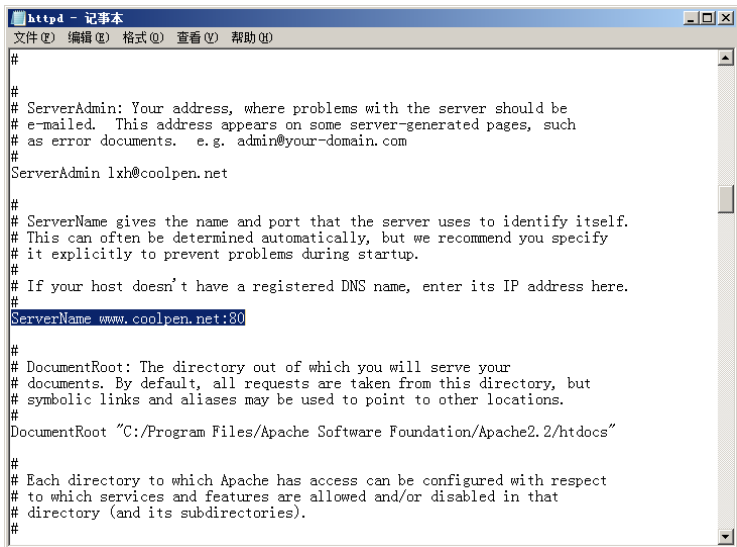 httpd - 记事本
文件(F) 编辑(E) 格式(O) 查看(V) 帮助(H)
#
#
# ServerAdmin: Your address, where problems with the server should be
# e-mailed.  This address appears on some server-generated pages, such
# as error documents.  e.g. admin@your-domain.com
#
ServerAdmin lxh@coolpen.net
#
# ServerName gives the name and port that the server uses to identify itself.
# This can often be determined automatically, but we recommend you specify
# it explicitly to prevent problems during startup.
#
# If your host doesn't have a registered DNS name, enter its IP address here.
#
ServerName www.coolpen.net:80
#
# DocumentRoot: The directory out of which you will serve your
# documents. By default, all requests are taken from this directory, but
# symbolic links and aliases may be used to point to other locations.
#
DocumentRoot "C:/Program Files/Apache Software Foundation/Apache2.2/htdocs"
#
# Each directory to which Apache has access can be configured with respect
# to which services and features are allowed and/or disabled in that
# directory (and its subdirectories).
#